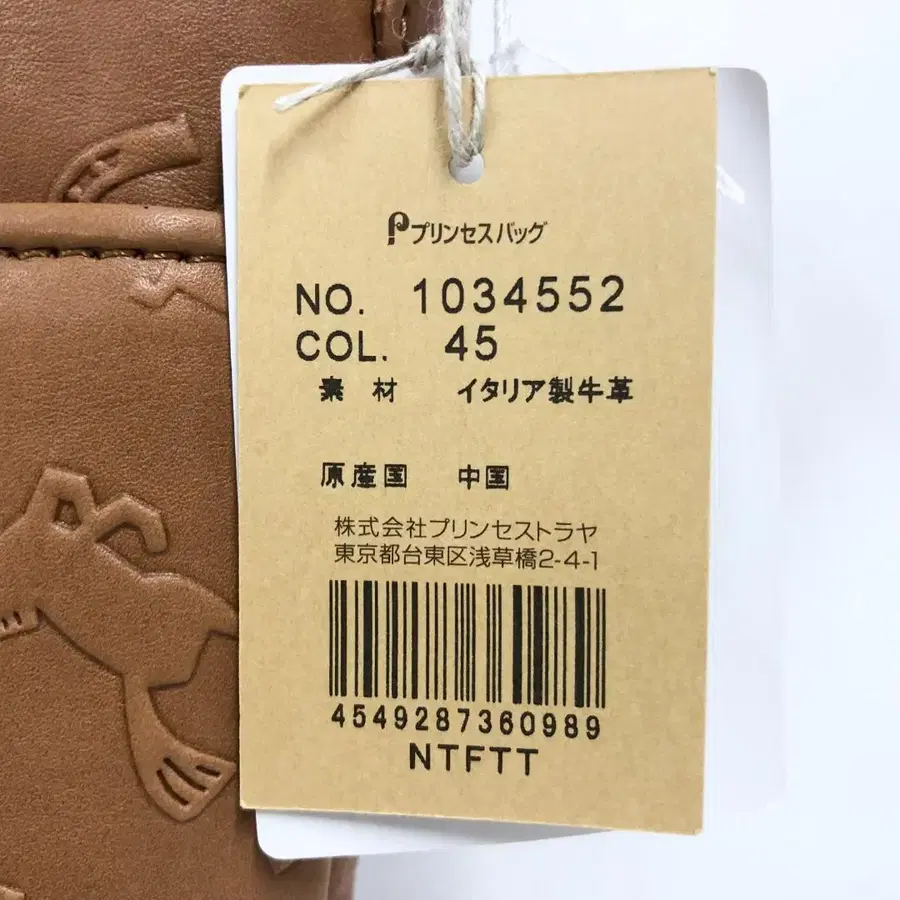 プリンセスバッグ
NO. 1034552
COL. 45
素材 イタリア製牛革
原産国 中国
株式会社プリンセストラヤ
東京都台東区浅草橋2-4-1
4549287360989
NTFTT